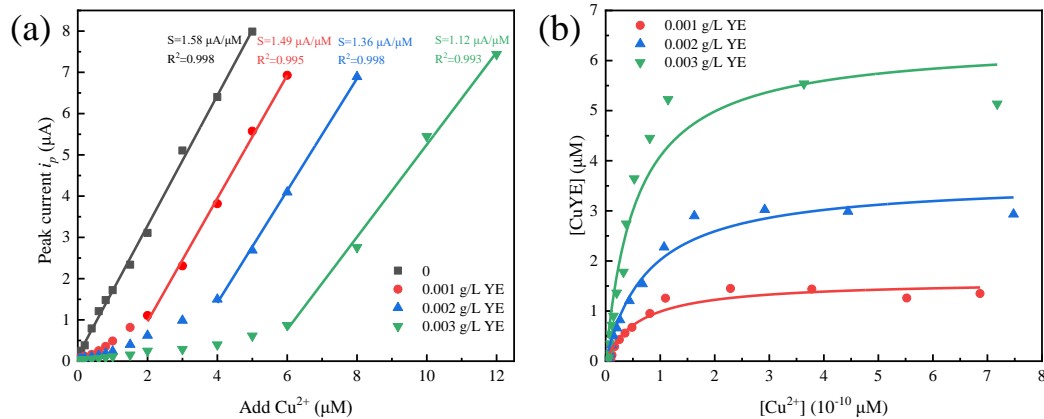 (a)
S=1.58 μA/μM
R²=0.998
S=1.49 μA/μM
R²=0.995
S=1.36 μA/μM
R²=0.998
S=1.12 μA/μM
R²=0.993
Peak current iₚ (μA)
8
7
6
5
4
3
2
1
0
0
0.001 g/L YE
0.002 g/L YE
0.003 g/L YE
0 2 4 6 8 10 12
Add Cu²⁺ (μM)
(b)
0.001 g/L YE
0.002 g/L YE
0.003 g/L YE
[CuYE] (μM)
7
6
5
4
3
2
1
0
0 1 2 3 4 5 6 7 8
[Cu²⁺] (10⁻¹⁰ μM)